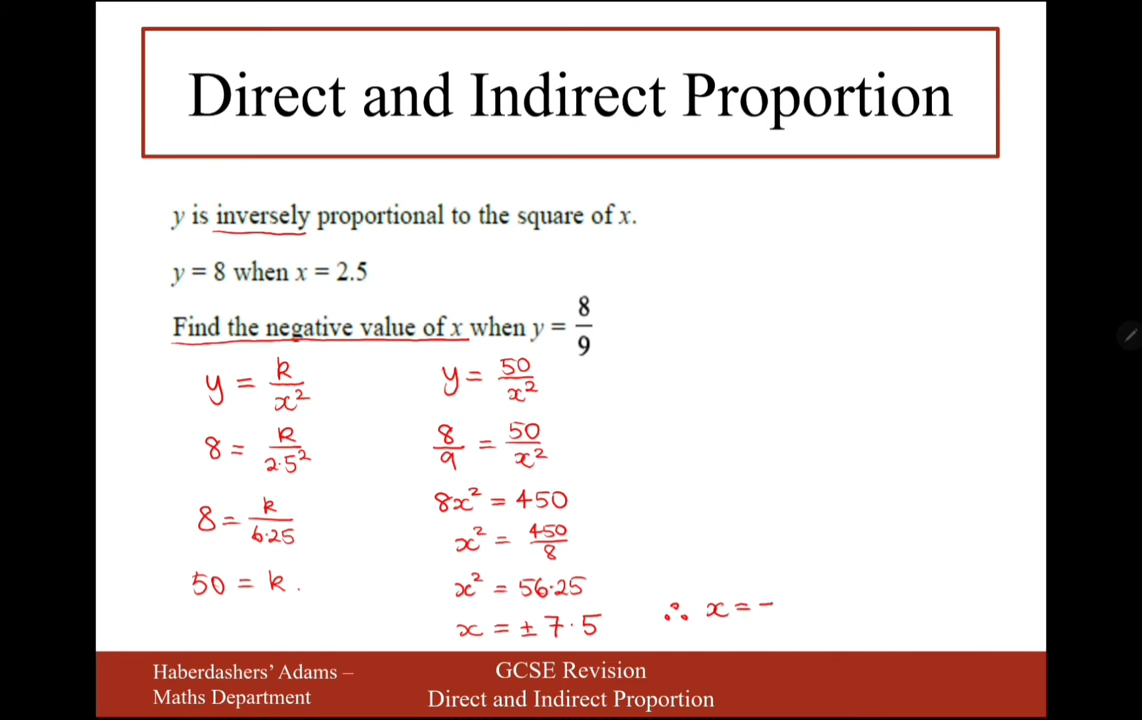 Direct and Indirect Proportion
y is inversely proportional to the square of x.
y = 8 when x = 2.5
Find the negative value of x when y = 8/9
y = k/x²
8 = k/2·5²
8 = k/6·25
50 = k.
y = 50/x²
8/9 = 50/x²
8x² = 450
x² = 450/8
x² = 56·25
x = ± 7·5
∴ x = -
Haberdashers' Adams –
Maths Department
GCSE Revision
Direct and Indirect Proportion